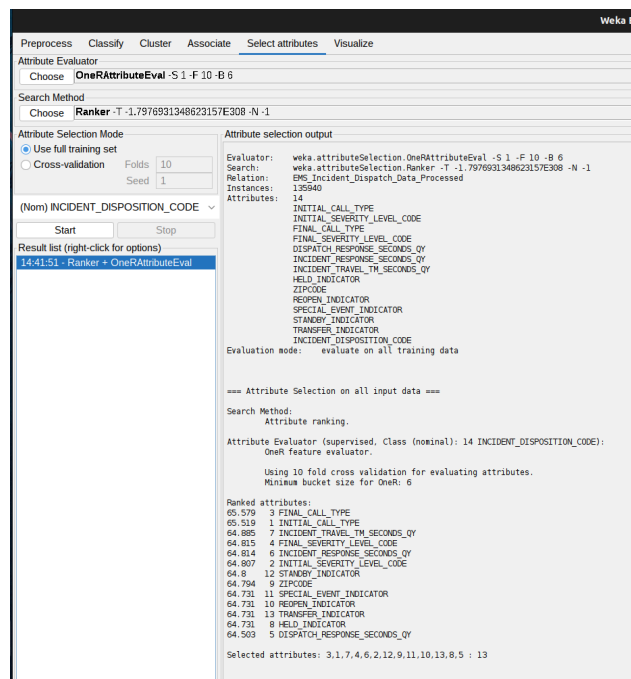 Weka
Preprocess Classify Cluster Associate Select attributes Visualize
Attribute Evaluator
Choose OneRAttributeEval -S 1 -F 10 -B 6
Search Method
Choose Ranker -T -1.7976931348623157E308 -N -1
Attribute Selection Mode
Use full training set
Cross-validation Folds 10
Seed 1
(Nom) INCIDENT_DISPOSITION_CODE
Start Stop
Result list (right-click for options)
14:41:51 - Ranker + OneRAttributeEval
Attribute selection output
Evaluator: weka.attributeSelection.OneRAttributeEval -S 1 -F 10 -B 6
Search: weka.attributeSelection.Ranker -T -1.7976931348623157E308 -N -1
Relation: EMS_Incident_Dispatch_Data_Processed
Instances: 135940
Attributes: 14
INITIAL_CALL_TYPE
INITIAL_SEVERITY_LEVEL_CODE
FINAL_CALL_TYPE
FINAL_SEVERITY_LEVEL_CODE
DISPATCH_RESPONSE_SECONDS_QY
INCIDENT_RESPONSE_SECONDS_QY
INCIDENT_TRAVEL_TM_SECONDS_QY
HELD_INDICATOR
ZIPCODE
REOPEN_INDICATOR
SPECIAL_EVENT_INDICATOR
STANDBY_INDICATOR
TRANSFER_INDICATOR
INCIDENT_DISPOSITION_CODE
Evaluation mode: evaluate on all training data
=== Attribute Selection on all input data ===
Search Method:
Attribute ranking.
Attribute Evaluator (supervised, Class (nominal): 14 INCIDENT_DISPOSITION_CODE):
OneR feature evaluator.
Using 10 fold cross validation for evaluating attributes.
Minimum bucket size for OneR: 6
Ranked attributes:
65.579 3 FINAL_CALL_TYPE
65.519 1 INITIAL_CALL_TYPE
64.885 7 INCIDENT_TRAVEL_TM_SECONDS_QY
64.815 4 FINAL_SEVERITY_LEVEL_CODE
64.814 6 INCIDENT_RESPONSE_SECONDS_QY
64.807 2 INITIAL_SEVERITY_LEVEL_CODE
64.8 12 STANDBY_INDICATOR
64.794 9 ZIPCODE
64.731 11 SPECIAL_EVENT_INDICATOR
64.731 10 REOPEN_INDICATOR
64.731 13 TRANSFER_INDICATOR
64.731 8 HELD_INDICATOR
64.503 5 DISPATCH_RESPONSE_SECONDS_QY
Selected attributes: 3,1,7,4,6,2,12,9,11,10,13,8,5 : 13